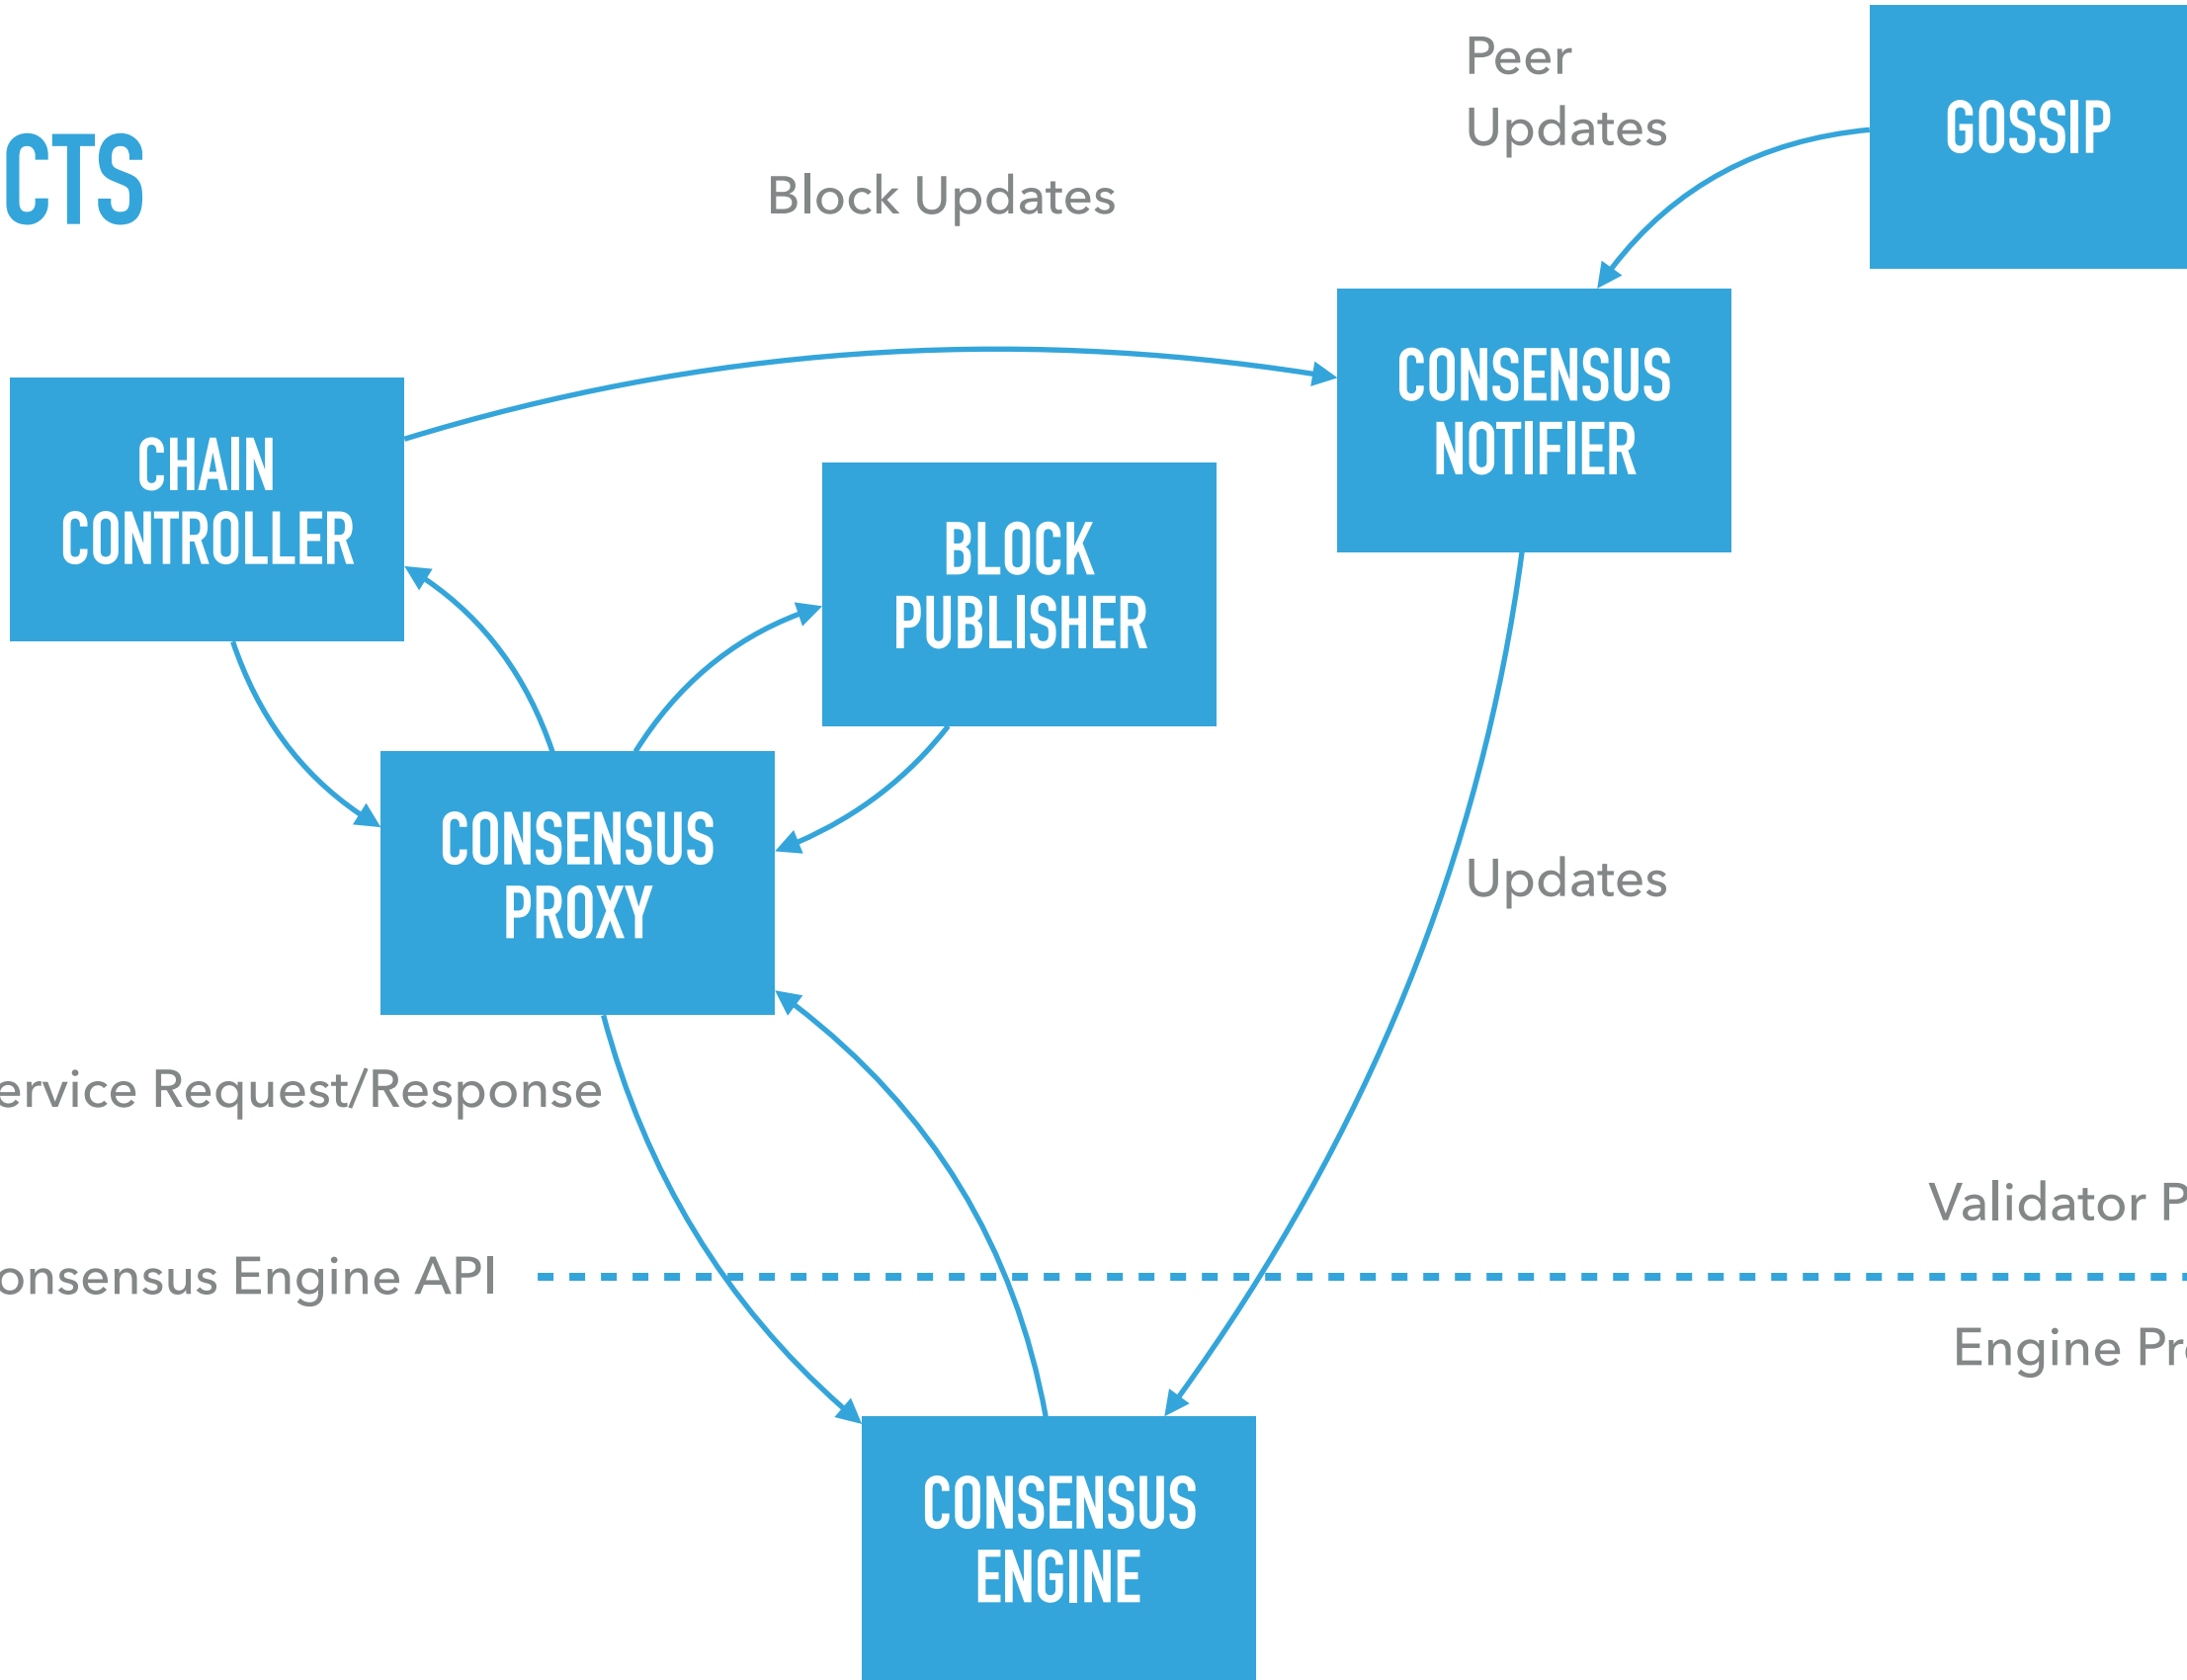 Peer
Updates
GOSSIP
CTS
Block Updates
CONSENSUS
NOTIFIER
CHAIN
CONTROLLER
BLOCK
PUBLISHER
CONSENSUS
PROXY
Updates
ervice Request/Response
Validator P
onsensus Engine API
Engine Pr
CONSENSUS
ENGINE